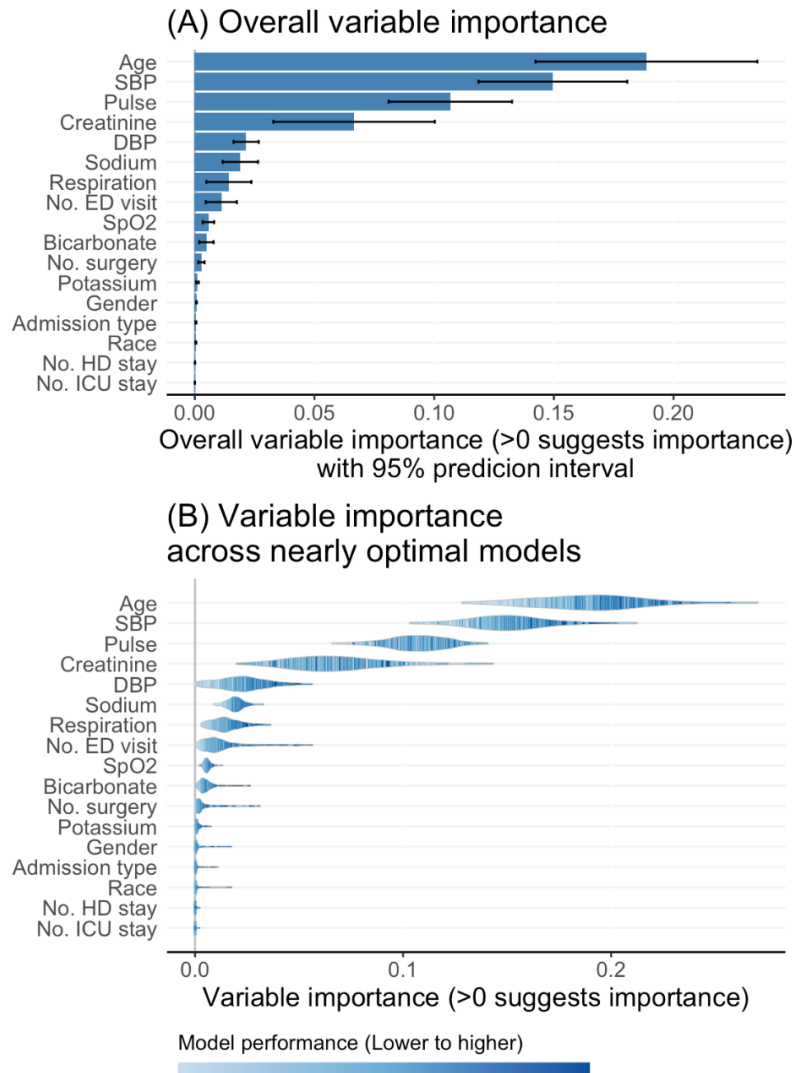 (A) Overall variable importance
Age
SBP
Pulse
Creatinine
DBP
Sodium
Respiration
No. ED visit
SpO2
Bicarbonate
No. surgery
Potassium
Gender
Admission type
Race
No. HD stay
No. ICU stay
0.00 0.05 0.10 0.15 0.20
Overall variable importance (>0 suggests importance)
with 95% predicion interval
(B) Variable importance
across nearly optimal models
Age
SBP
Pulse
Creatinine
DBP
Sodium
Respiration
No. ED visit
SpO2
Bicarbonate
No. surgery
Potassium
Gender
Admission type
Race
No. HD stay
No. ICU stay
0.0 0.1 0.2
Variable importance (>0 suggests importance)
Model performance (Lower to higher)